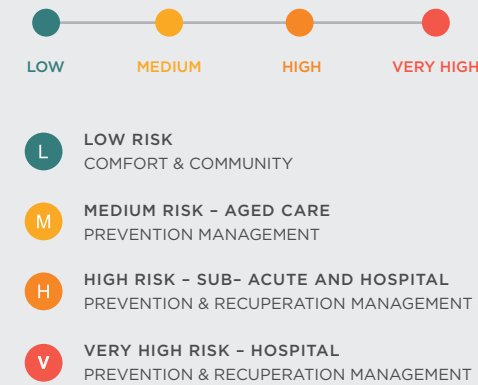 LOW
MEDIUM
HIGH
VERY HIGH
L
LOW RISK
COMFORT & COMMUNITY
M
MEDIUM RISK – AGED CARE
PREVENTION MANAGEMENT
H
HIGH RISK – SUB– ACUTE AND HOSPITAL
PREVENTION & RECUPERATION MANAGEMENT
V
VERY HIGH RISK – HOSPITAL
PREVENTION & RECUPERATION MANAGEMENT